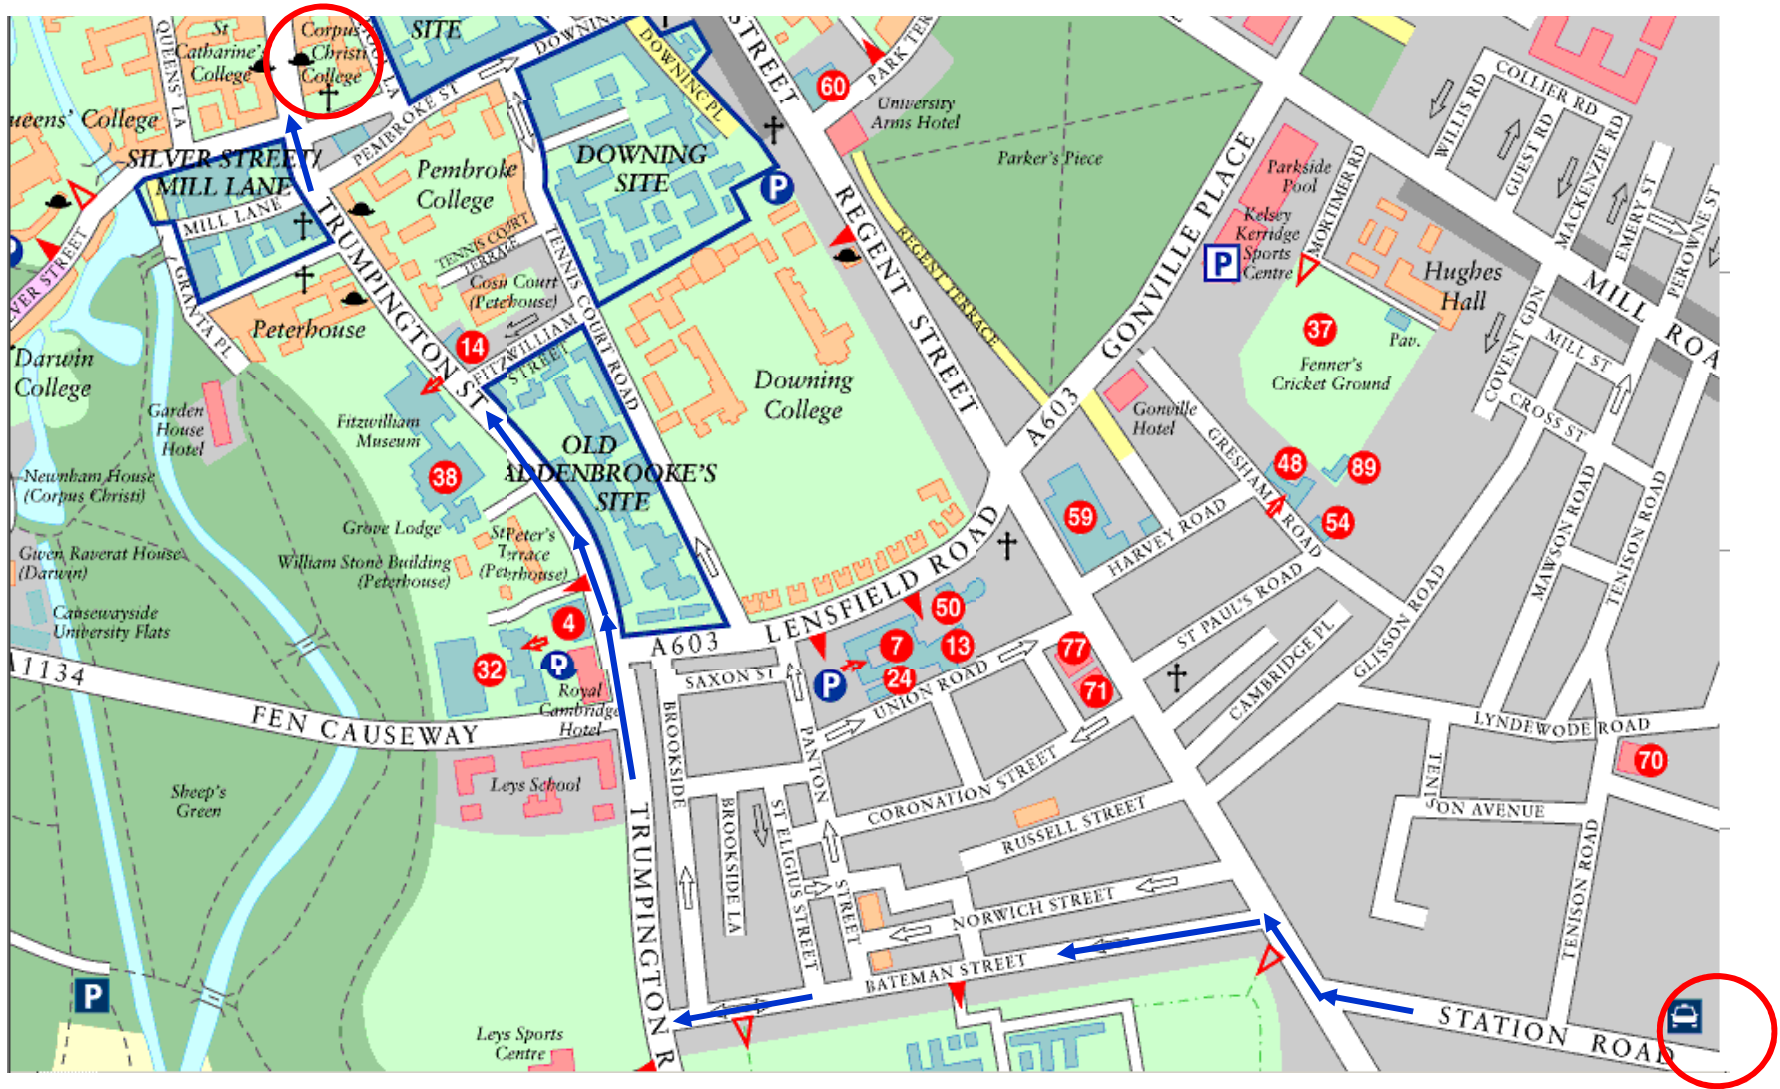 St
Catharine's
College
Corpus
Christi
College
SITE
QUEENS' LA
DOWNING
DOWNING PL
STREET
PARK TER
60
University
Arms Hotel
COLLIER RD
WILLIS RD
GUEST RD
MACKENZIE RD
EMERY ST
PEROWNE ST
ueens' College
SILVER STREET/
MILL LANE
MILL LANE
PEMBROKE ST
Pembroke
College
DOWNING
SITE
P
Parker's Piece
Parkside
Pool
MORTIMER RD
Kelsey
Kerridge
Sports
Centre
P
GONVILLE PLACE
Hughes
Hall
MILL ROA
VER STREET
GRANTA PL
Peterhouse
TRUMPINGTON ST
TENNIS COURT
TERRACE
Cosin Court
(Peterhouse)
TENNIS COURT ROAD
FITZWILLIAM
STREET
14
REGENT STREET
REGENT TERRACE
37
Fenner's
Cricket Ground
Pav.
COVENT GDN
MILL ST
CROSS ST
Darwin
College
Garden
House
Hotel
Fitzwilliam
Museum
38
Downing
College
A603
Gonville
Hotel
GRESHAM ROAD
48
89
54
59
HARVEY ROAD
MAWSON ROAD
TENISON ROAD
Newnham House
(Corpus Christi)
OLD
ADDENBROOKE'S
SITE
Grove Lodge
St Peter's
Terrace
(Peterhouse)
William Stone Building
(Peterhouse)
Gwen Raverat House
(Darwin)
Causewayside
University Flats
4
32
P
Royal
Cambridge
Hotel
A603
LENSFIELD ROAD
50
7
13
24
P
77
71
UNION ROAD
ST PAUL'S ROAD
CAMBRIDGE PL
GLISSON ROAD
LYNDEWODE ROAD
70
A1134
FEN CAUSEWAY
SAXON ST
BROOKSIDE
PANTON
STREET
Leys School
Sheep's
Green
CORONATION STREET
RUSSELL STREET
TENISON AVENUE
TENISON ROAD
BROOKSIDE LA
ST ELIGIUS STREET
NORWICH STREET
BATEMAN STREET
TRUMPINGTON R
P
Leys Sports
Centre
STATION ROAD